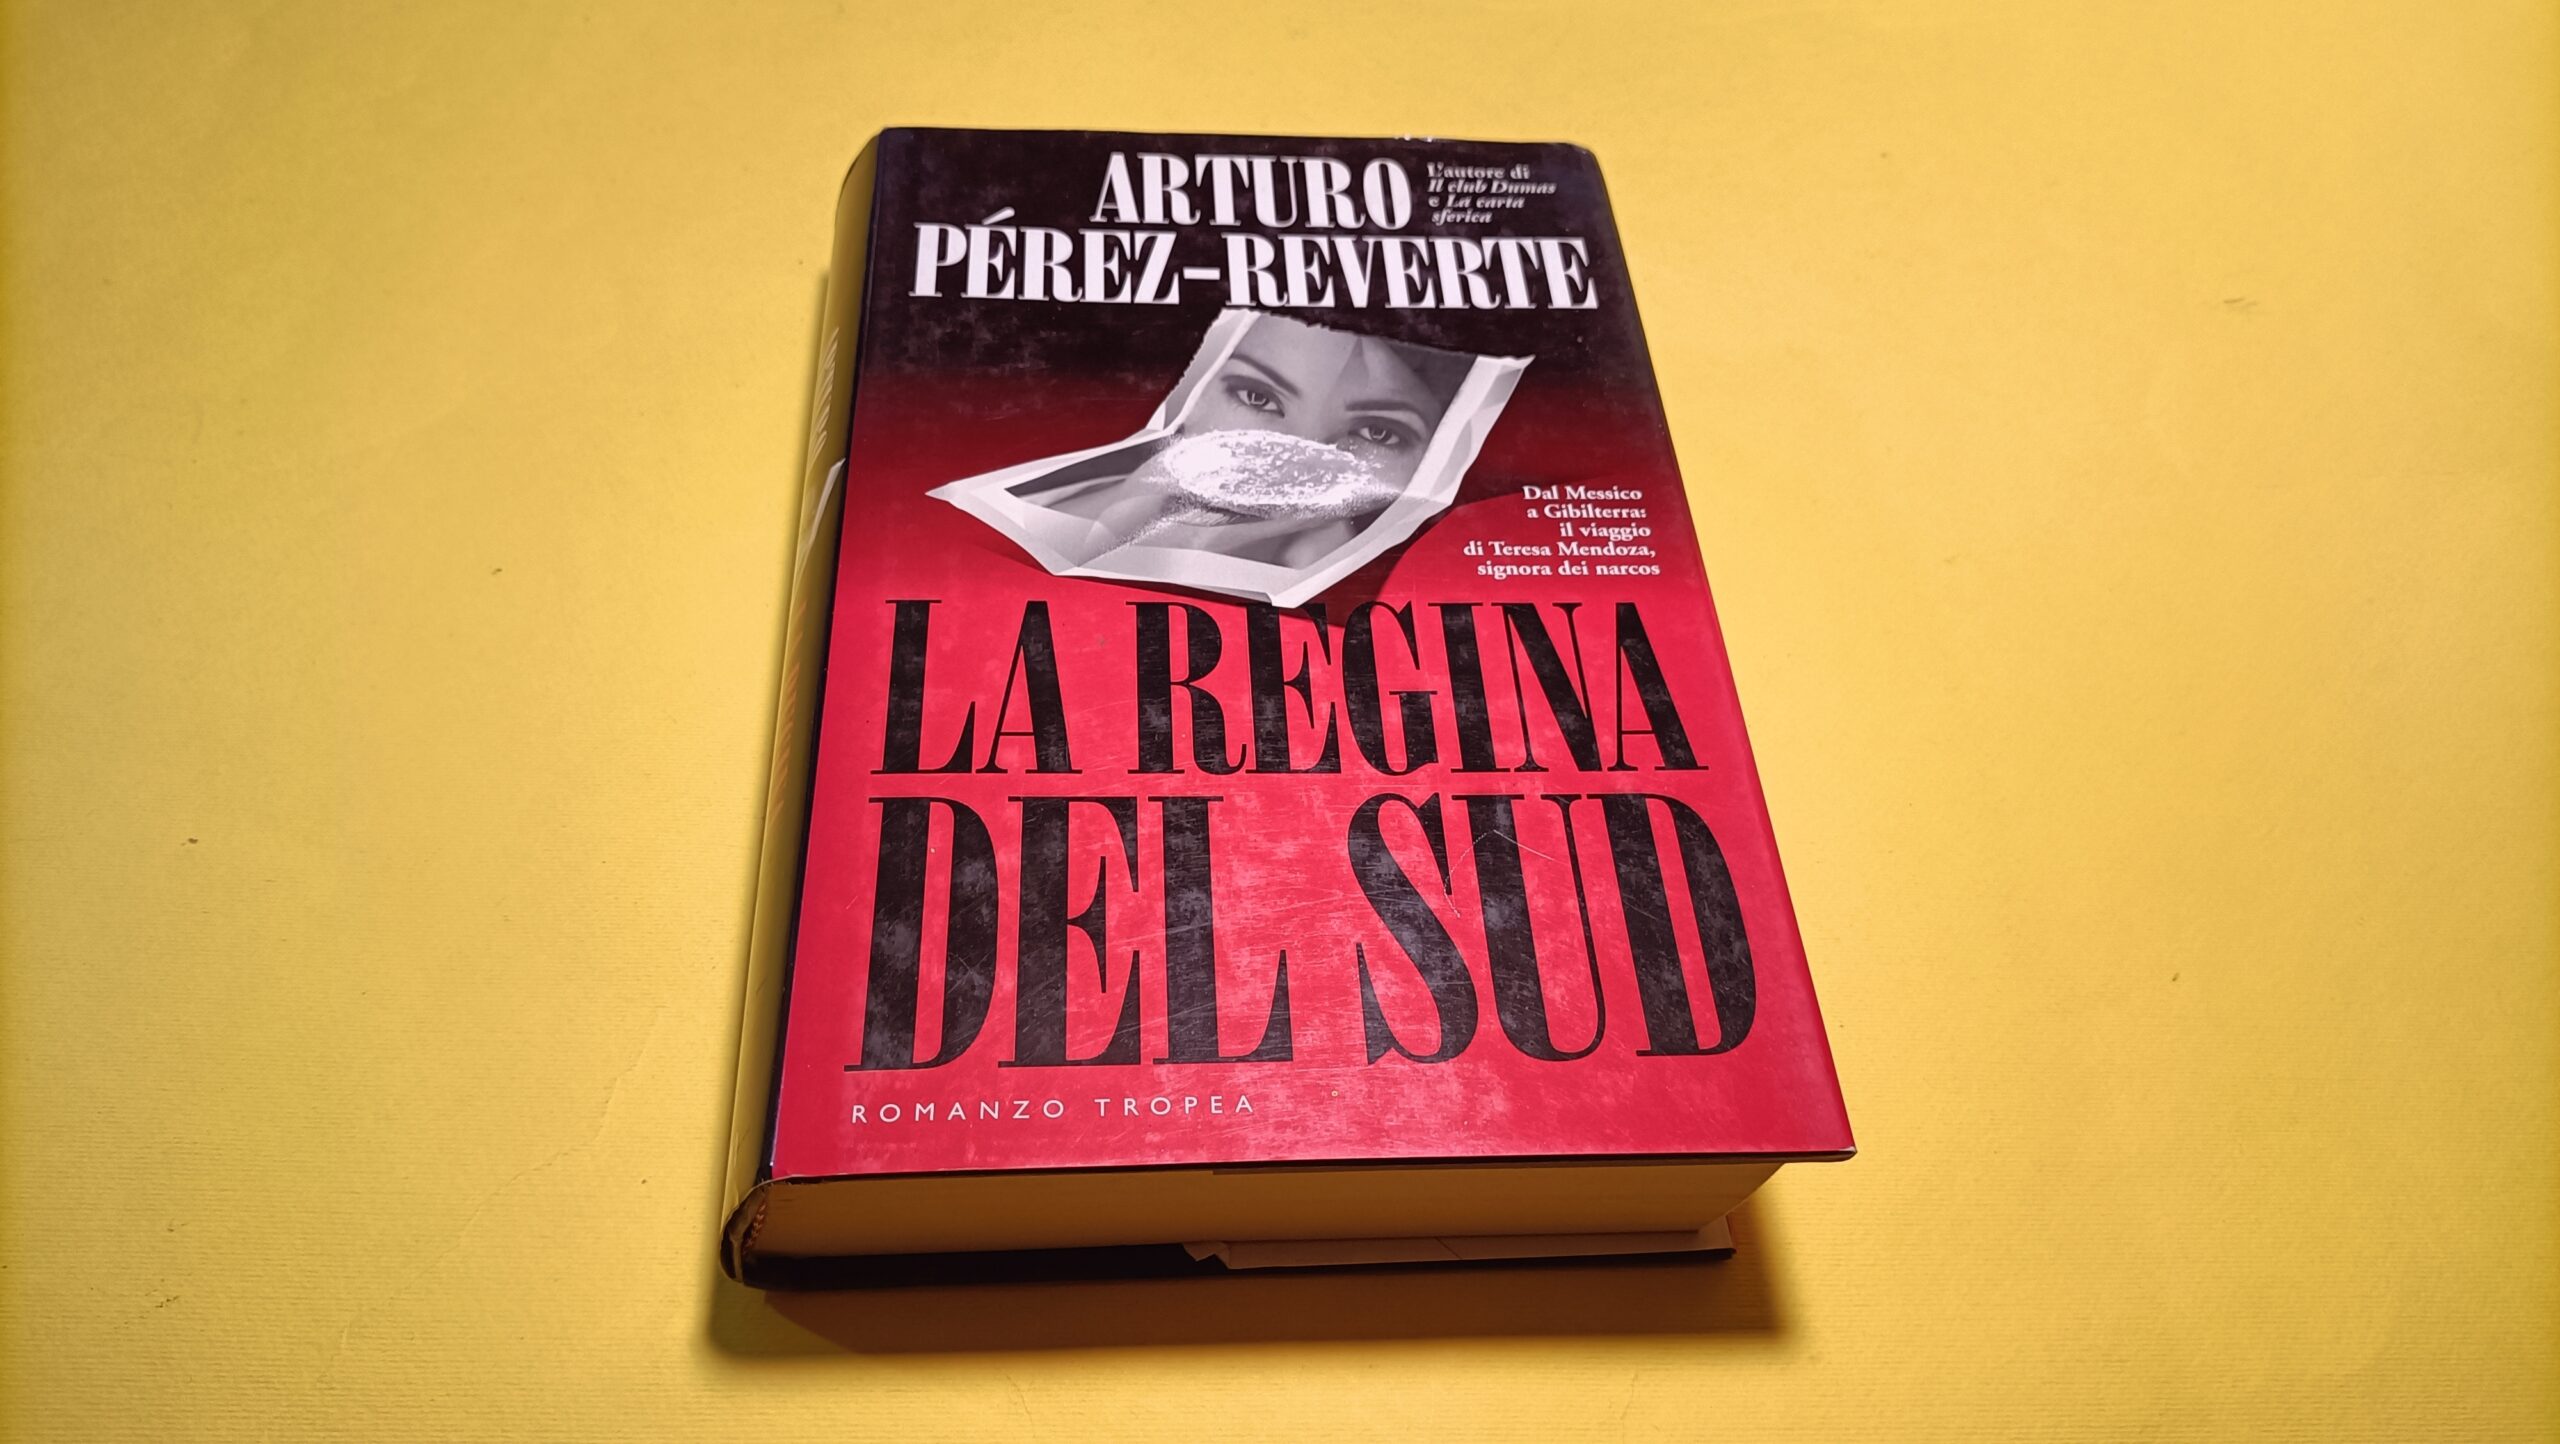 ARTURO
PÉREZ-REVERTE
L'autore di
Il club Dumas
e La carta
sferica
Dal Messico
a Gibilterra:
il viaggio
di Teresa Mendoza,
signora dei narcos
LA REGINA
DEL SUD
ROMANZO TROPEA